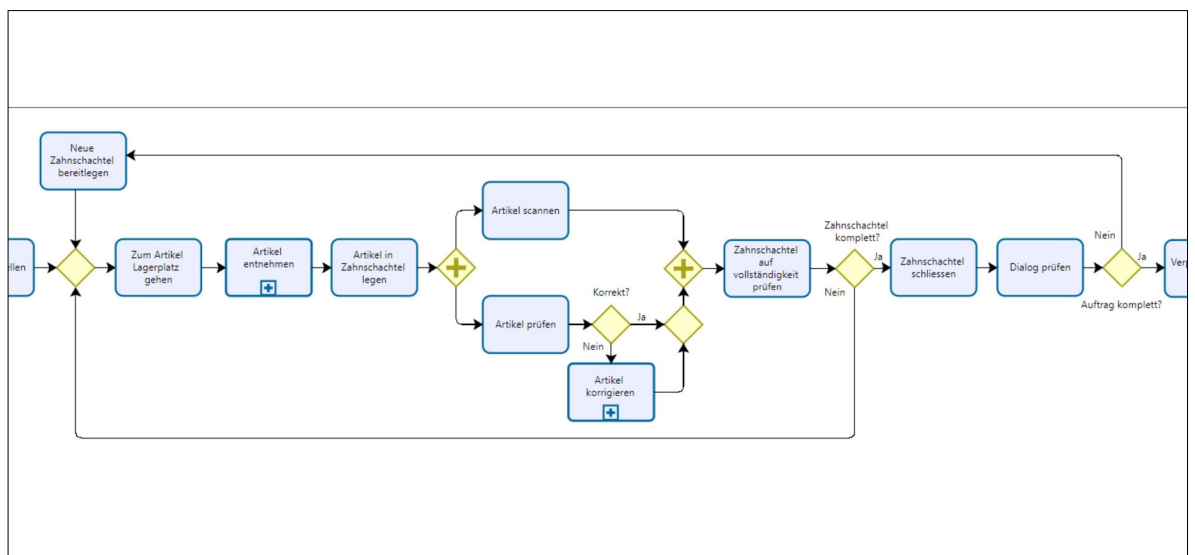 Neue
Zahnschachtel
bereitlegen
ellen
Zum Artikel
Lagerplatz
gehen
Artikel
entnehmen
Artikel in
Zahnschachtel
legen
Artikel scannen
Artikel prüfen
Korrekt?
Ja
Nein
Artikel
korrigieren
Zahnschachtel
auf
vollständigkeit
prüfen
Zahnschachtel
komplett?
Ja
Nein
Zahnschachtel
schliessen
Dialog prüfen
Nein
Ja
Auftrag komplett?
Verp